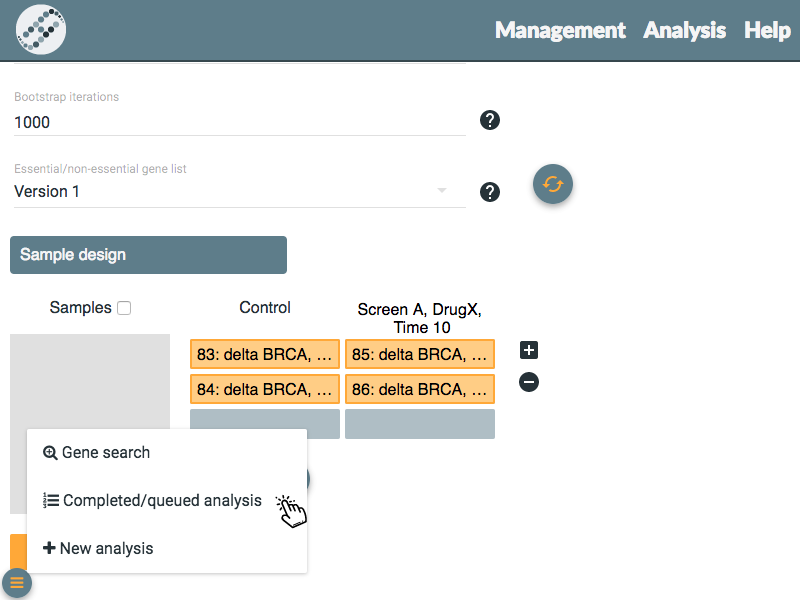 Management Analysis Help
Bootstrap iterations
1000
Essential/non-essential gene list
Version 1
Sample design
Samples
Control
Screen A, DrugX,
Time 10
83: delta BRCA, ...
85: delta BRCA, ...
84: delta BRCA, ...
86: delta BRCA, ...
Gene search
Completed/queued analysis
New analysis